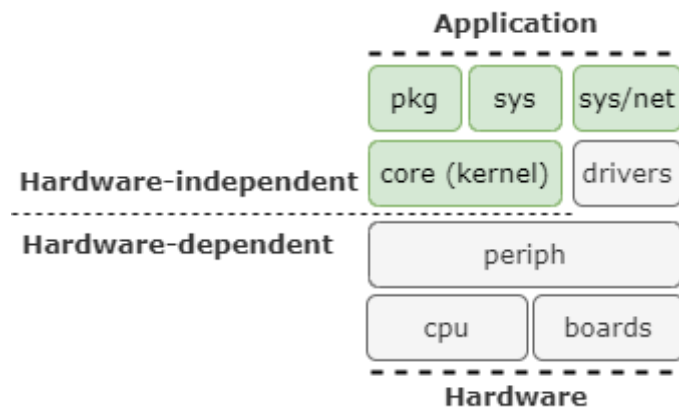 Application
pkg sys sys/net
Hardware-independent core (kernel) drivers
Hardware-dependent periph
cpu boards
Hardware